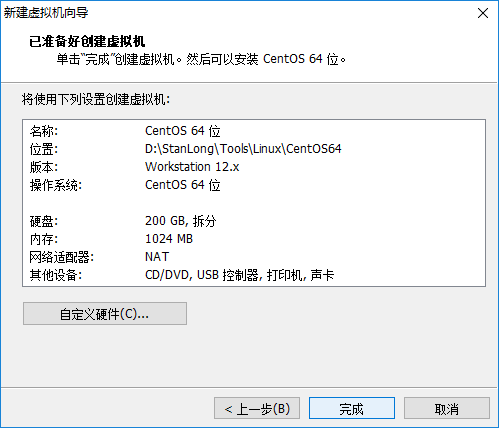 新建虚拟机向导
已准备好创建虚拟机
单击“完成”创建虚拟机。然后可以安装 CentOS 64 位。
将使用下列设置创建虚拟机:
名称: CentOS 64 位
位置: D:\StanLong\Tools\Linux\CentOS64
版本: Workstation 12.x
操作系统: CentOS 64 位
硬盘: 200 GB, 拆分
内存: 1024 MB
网络适配器: NAT
其他设备: CD/DVD, USB 控制器, 打印机, 声卡
自定义硬件(C)...
< 上一步(B) 完成 取消